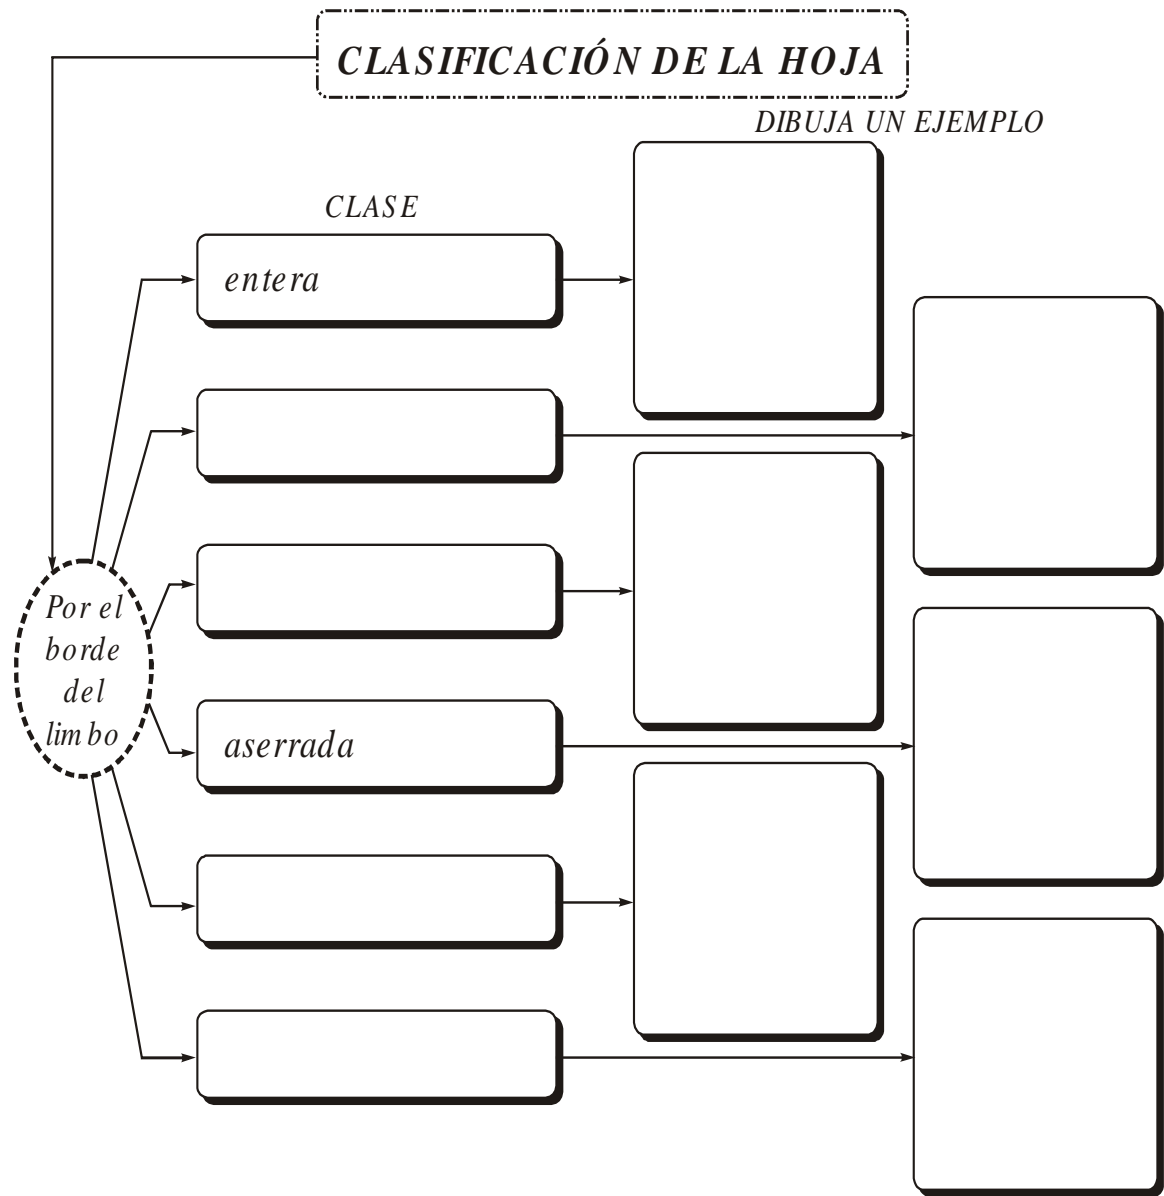 CLASIFICACIÓN DE LA HOJA
DIBUJA UN EJEMPLO
CLASE
entera
Por el
borde
del
limbo
aserrada